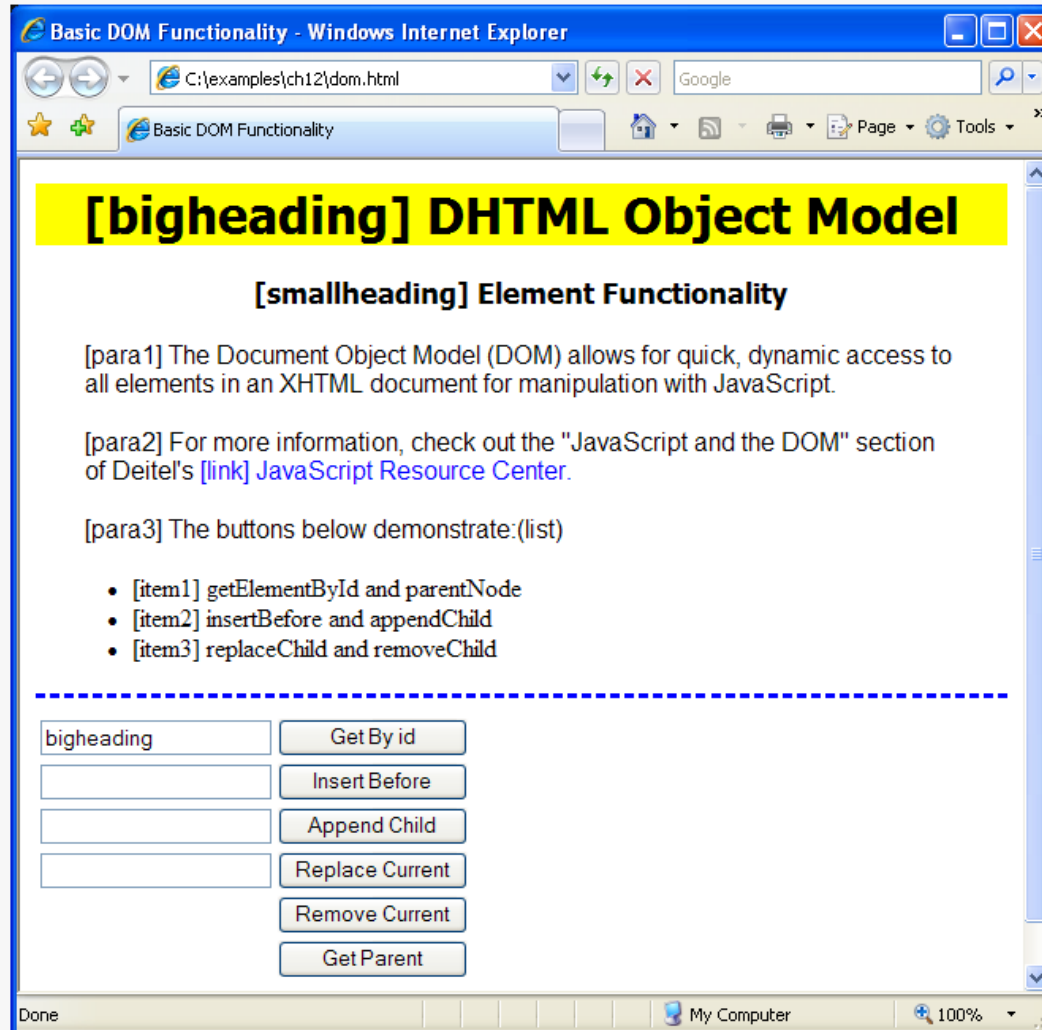 Basic DOM Functionality - Windows Internet Explorer
C:\examples\ch12\dom.html
Google
Basic DOM Functionality
Page
Tools
»
[bigheading] DHTML Object Model
[smallheading] Element Functionality
[para1] The Document Object Model (DOM) allows for quick, dynamic access to
all elements in an XHTML document for manipulation with JavaScript.
[para2] For more information, check out the "JavaScript and the DOM" section
of Deitel's [link] JavaScript Resource Center.
[para3] The buttons below demonstrate:(list)
• [item1] getElementById and parentNode
• [item2] insertBefore and appendChild
• [item3] replaceChild and removeChild
bigheading Get By id
Insert Before
Append Child
Replace Current
Remove Current
Get Parent
Done My Computer 100%